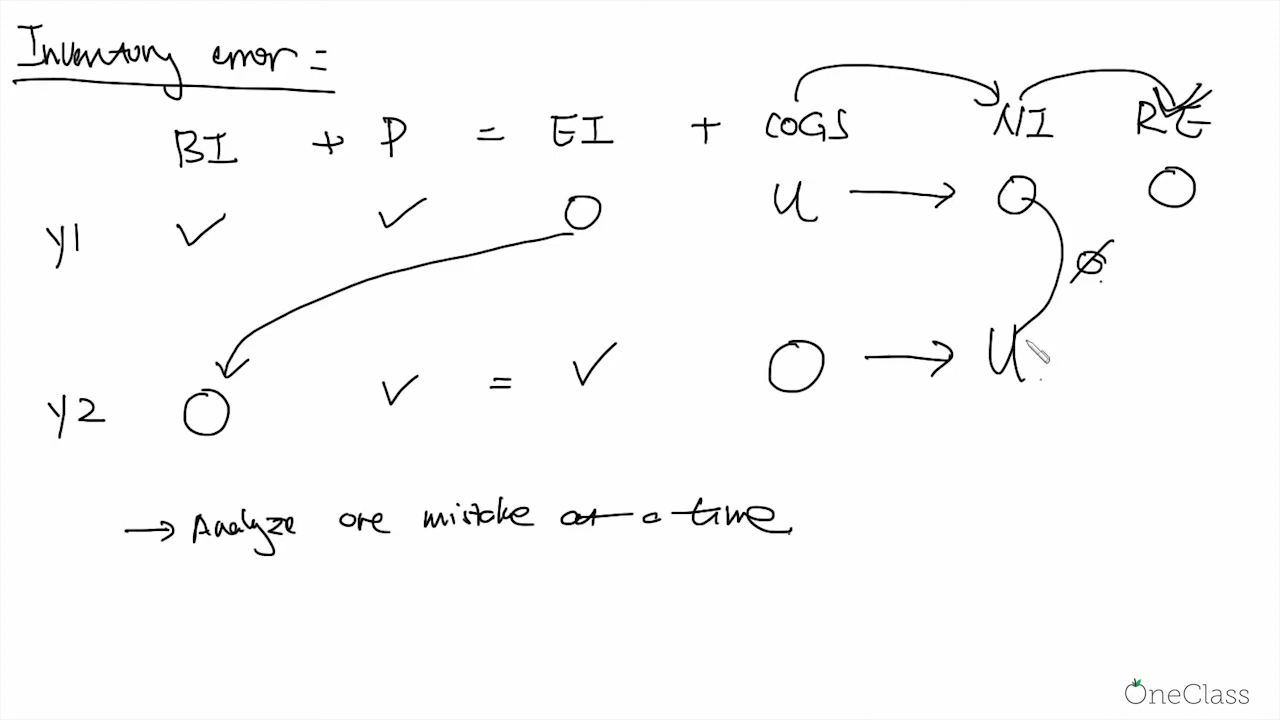 Inventory error =
BI + P = EI + COGS NI RE
y1 ✓ ✓ O U → O O
∅
y2 O ✓ = ✓ O → U
→ Analyze one mistake at a time
OneClass